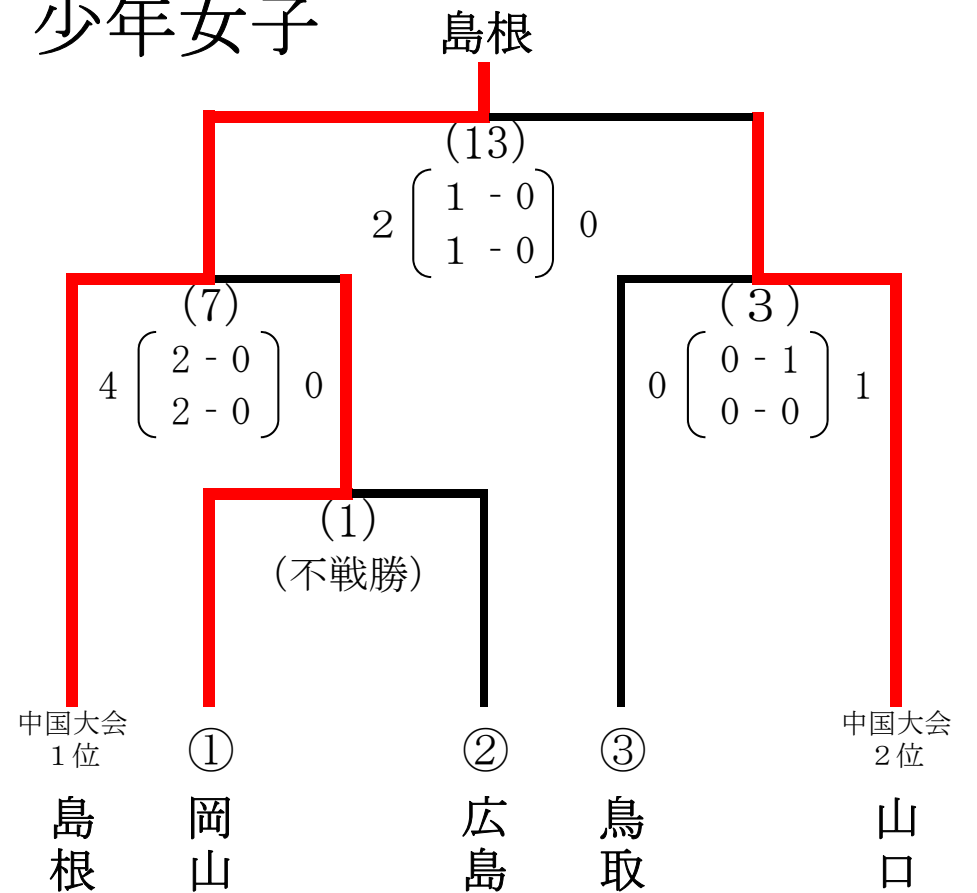 少年女子
島根
(13)
2 1 - 0 0
1 - 0
(7)
4 2 - 0 0
2 - 0
(3)
0 0 - 1 1
0 - 0
(1)
(不戦勝)
中国大会
1位
島根
①
岡山
②
広島
③
鳥取
中国大会
2位
山口